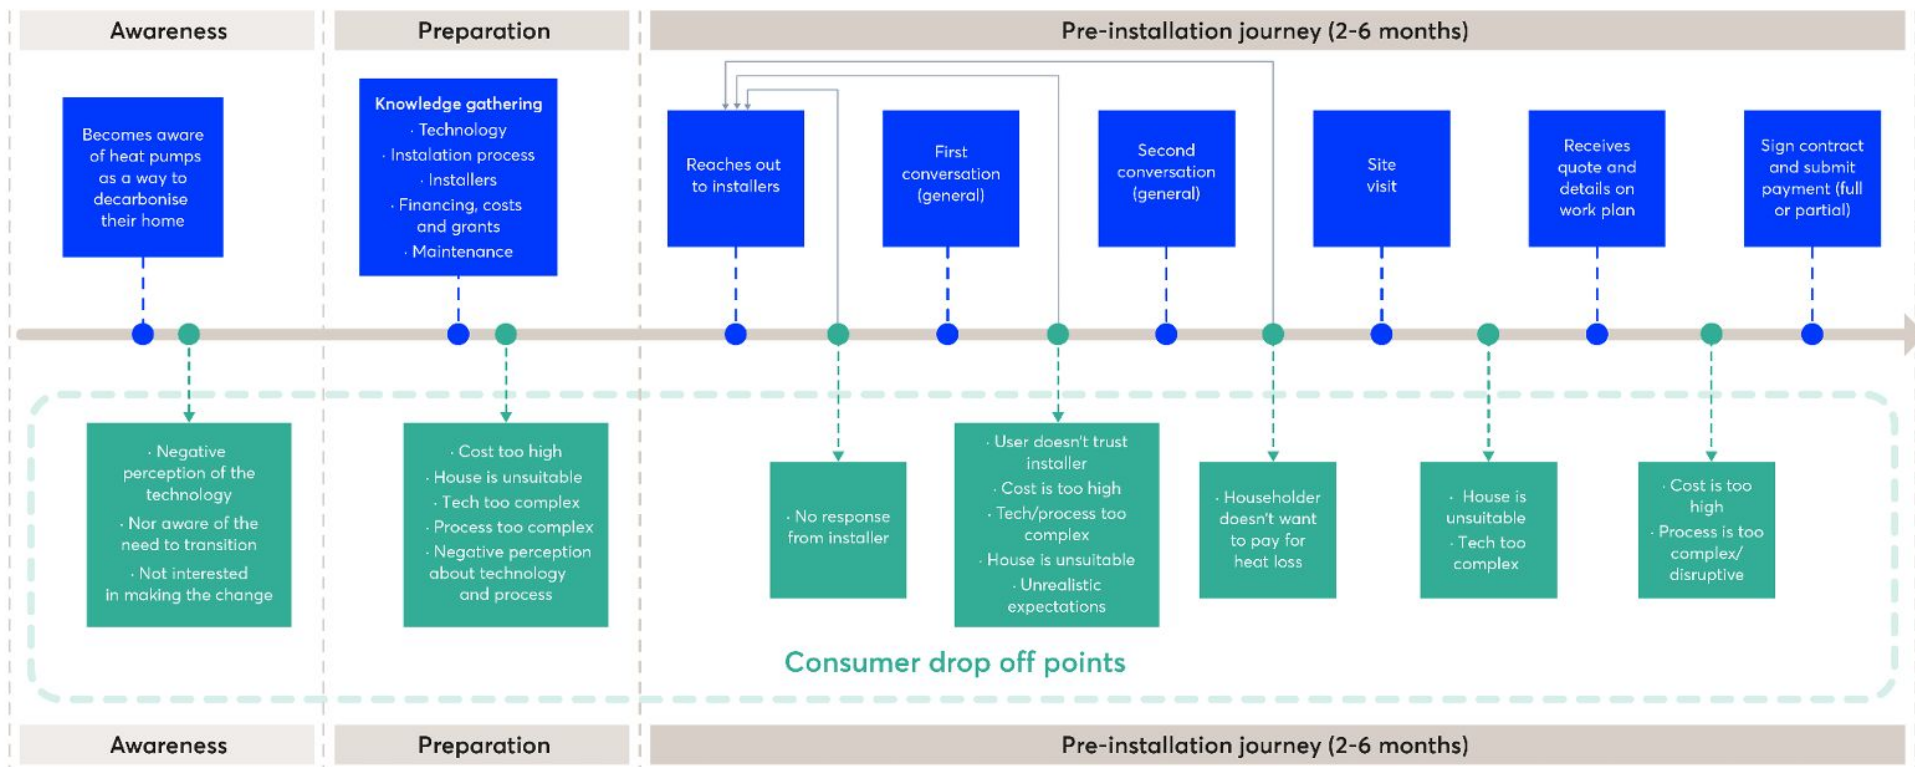 Awareness
Preparation
Pre-installation journey (2-6 months)
Becomes aware
of heat pumps
as a way to
decarbonise
their home
Knowledge gathering
· Technology
· Instalation process
· Installers
· Financing, costs
and grants
· Maintenance
Reaches out
to installers
First
conversation
(general)
Second
conversation
(general)
Site
visit
Receives
quote and
details on
work plan
Sign contract
and submit
payment (full
or partial)
· Negative
perception of the
technology
· Nor aware of the
need to transition
· Not interested
in making the change
· Cost too high
· House is unsuitable
· Tech too complex
· Process too complex
· Negative perception
about technology
and process
· No response
from installer
· User doesn't trust
installer
· Cost is too high
· Tech/process too
complex
· House is unsuitable
· Unrealistic
expectations
· Householder
doesn't want
to pay for
heat loss
· House is
unsuitable
· Tech too
complex
· Cost is too
high
· Process is too
complex/
disruptive
Consumer drop off points
Awareness
Preparation
Pre-installation journey (2-6 months)